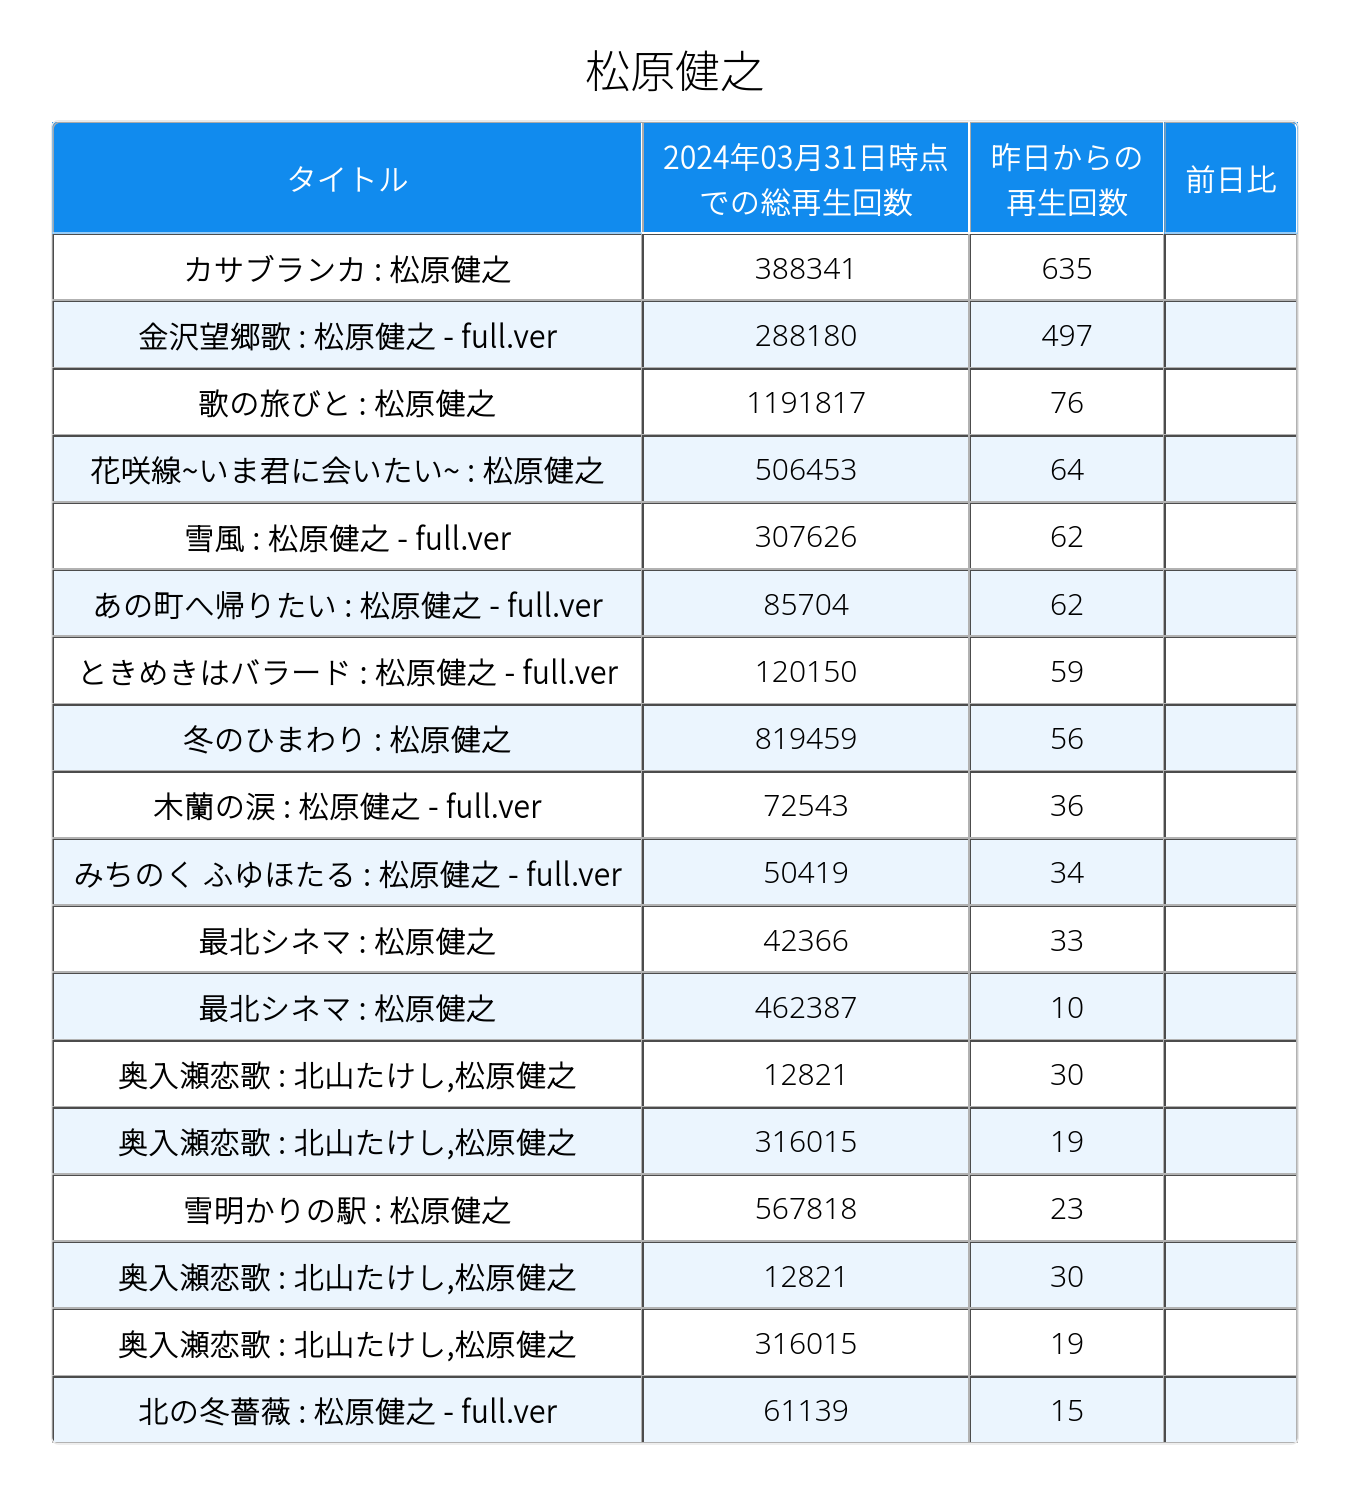 松原健之
タイトル
2024年03月31日時点
での総再生回数
昨日からの
再生回数
前日比
カサブランカ : 松原健之 388341 635
金沢望郷歌 : 松原健之 - full.ver 288180 497
歌の旅びと : 松原健之 1191817 76
花咲線~いま君に会いたい~ : 松原健之 506453 64
雪風 : 松原健之 - full.ver 307626 62
あの町へ帰りたい : 松原健之 - full.ver 85704 62
ときめきはバラード : 松原健之 - full.ver 120150 59
冬のひまわり : 松原健之 819459 56
木蘭の涙 : 松原健之 - full.ver 72543 36
みちのく ふゆほたる : 松原健之 - full.ver 50419 34
最北シネマ : 松原健之 42366 33
最北シネマ : 松原健之 462387 10
奥入瀬恋歌 : 北山たけし,松原健之 12821 30
奥入瀬恋歌 : 北山たけし,松原健之 316015 19
雪明かりの駅 : 松原健之 567818 23
奥入瀬恋歌 : 北山たけし,松原健之 12821 30
奥入瀬恋歌 : 北山たけし,松原健之 316015 19
北の冬薔薇 : 松原健之 - full.ver 61139 15